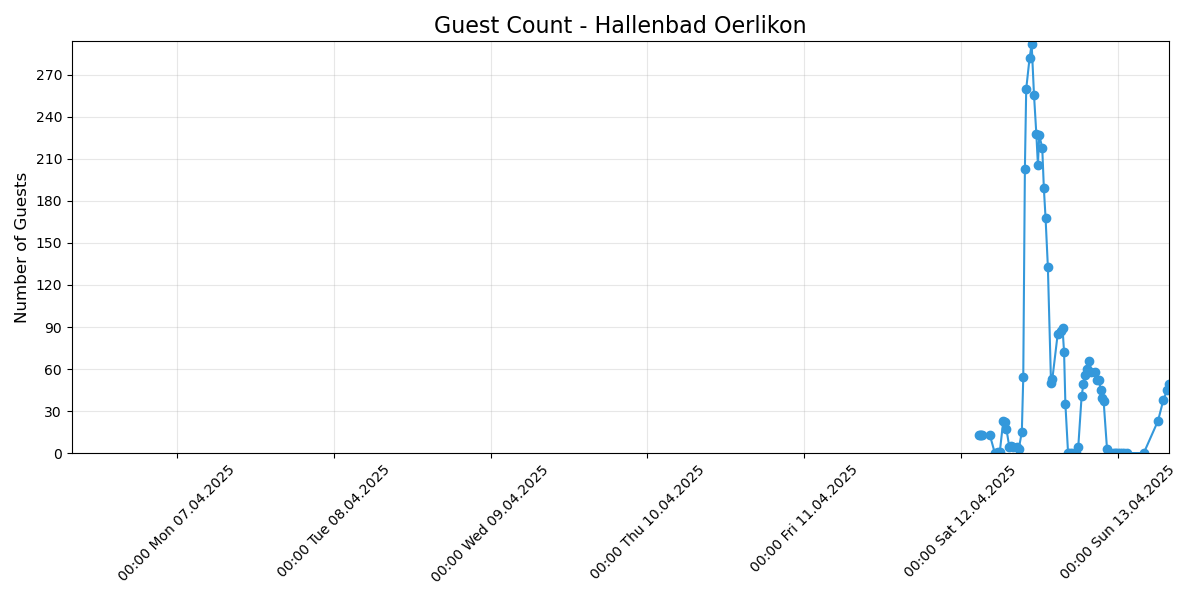 Guest Count - Hallenbad Oerlikon
Number of Guests
270
240
210
180
150
120
90
60
30
0
00:00 Mon 07.04.2025
00:00 Tue 08.04.2025
00:00 Wed 09.04.2025
00:00 Thu 10.04.2025
00:00 Fri 11.04.2025
00:00 Sat 12.04.2025
00:00 Sun 13.04.2025